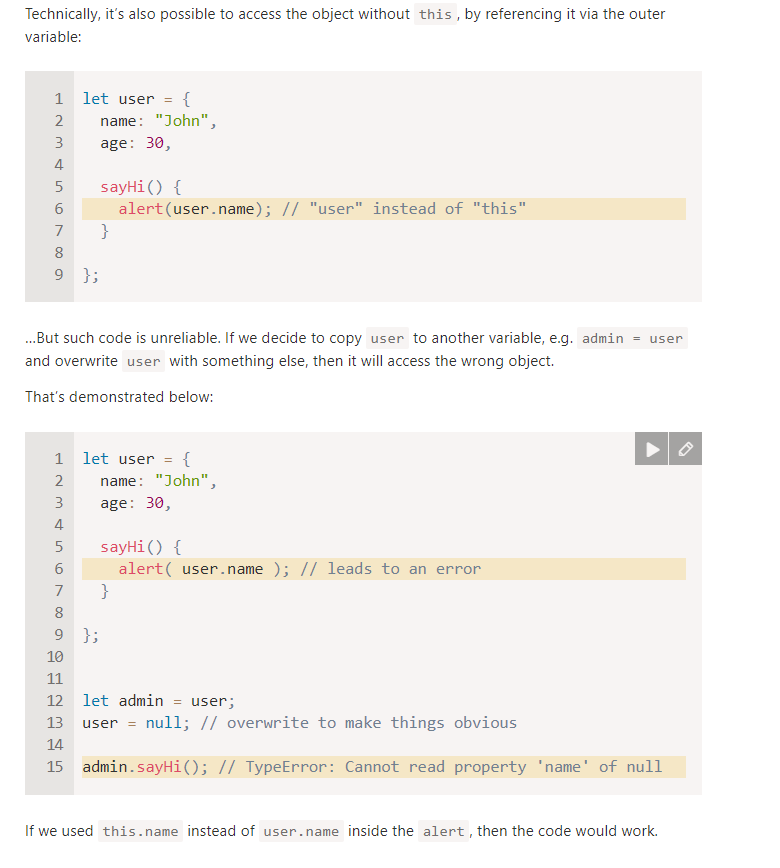 Technically, it's also possible to access the object without this, by referencing it via the outer
variable:
1 let user = {
2   name: "John",
3   age: 30,
4
5   sayHi() {
6     alert(user.name); // "user" instead of "this"
7   }
8
9 };
...But such code is unreliable. If we decide to copy user to another variable, e.g. admin = user
and overwrite user with something else, then it will access the wrong object.
That's demonstrated below:
1 let user = {
2   name: "John",
3   age: 30,
4
5   sayHi() {
6     alert( user.name ); // leads to an error
7   }
8
9 };
10
11
12 let admin = user;
13 user = null; // overwrite to make things obvious
14
15 admin.sayHi(); // TypeError: Cannot read property 'name' of null
If we used this.name instead of user.name inside the alert, then the code would work.